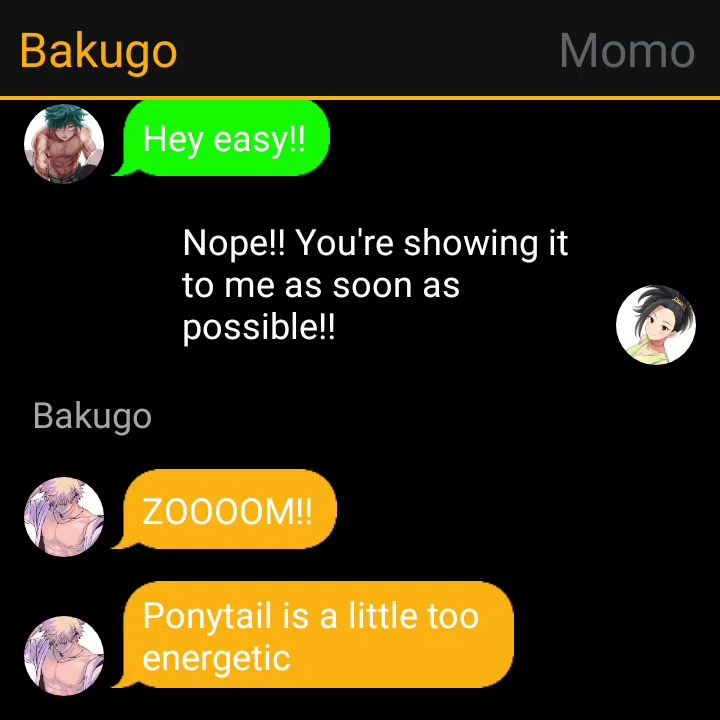 Bakugo Momo
Hey easy!!
Nope!! You're showing it
to me as soon as
possible!!
Bakugo
ZOOOOM!!
Ponytail is a little too
energetic